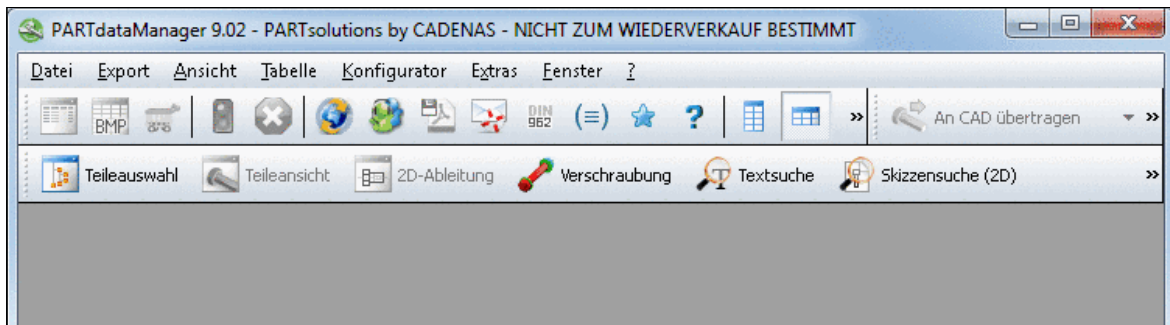 PARTdataManager 9.02 - PARTsolutions by CADENAS - NICHT ZUM WIEDERVERKAUF BESTIMMT
Datei Export Ansicht Tabelle Konfigurator Extras Fenster ?
BMP DIN 962 (=) ? » An CAD übertragen »
Teileauswahl Teileansicht 2D-Ableitung Verschraubung T Textsuche Skizzensuche (2D) »